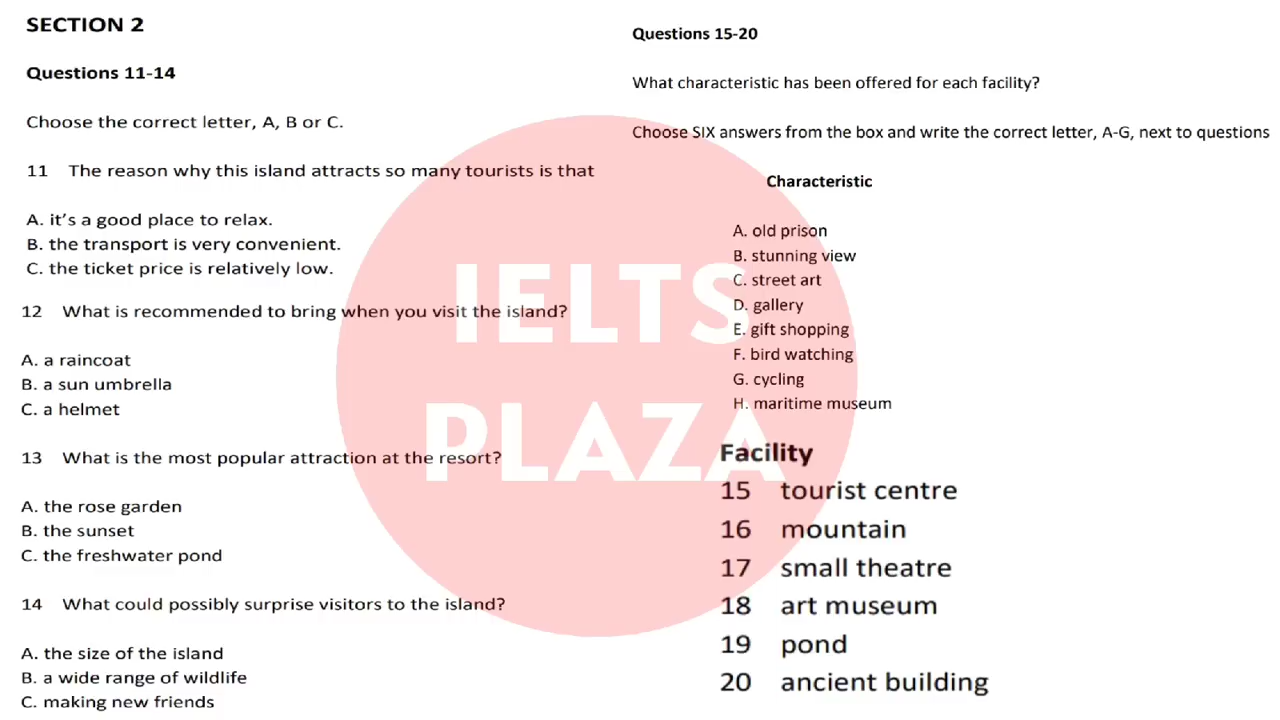 SECTION 2
Questions 11-14
Choose the correct letter, A, B or C.
11 The reason why this island attracts so many tourists is that
A. it's a good place to relax.
B. the transport is very convenient.
C. the ticket price is relatively low.
12 What is recommended to bring when you visit the island?
A. a raincoat
B. a sun umbrella
C. a helmet
13 What is the most popular attraction at the resort?
A. the rose garden
B. the sunset
C. the freshwater pond
14 What could possibly surprise visitors to the island?
A. the size of the island
B. a wide range of wildlife
C. making new friends
Questions 15-20
What characteristic has been offered for each facility?
Choose SIX answers from the box and write the correct letter, A-G, next to questions
Characteristic
A. old prison
B. stunning view
C. street art
D. gallery
E. gift shopping
F. bird watching
G. cycling
H. maritime museum
Facility
15 tourist centre
16 mountain
17 small theatre
18 art museum
19 pond
20 ancient building
IELTS
PLAZA